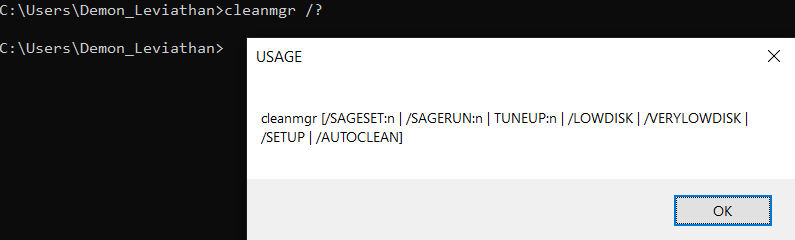 C:\Users\Demon_Leviathan>cleanmgr /?
C:\Users\Demon_Leviathan>
USAGE
cleanmgr [/SAGESET:n | /SAGERUN:n | TUNEUP:n | /LOWDISK | /VERYLOWDISK |
/SETUP | /AUTOCLEAN]
OK